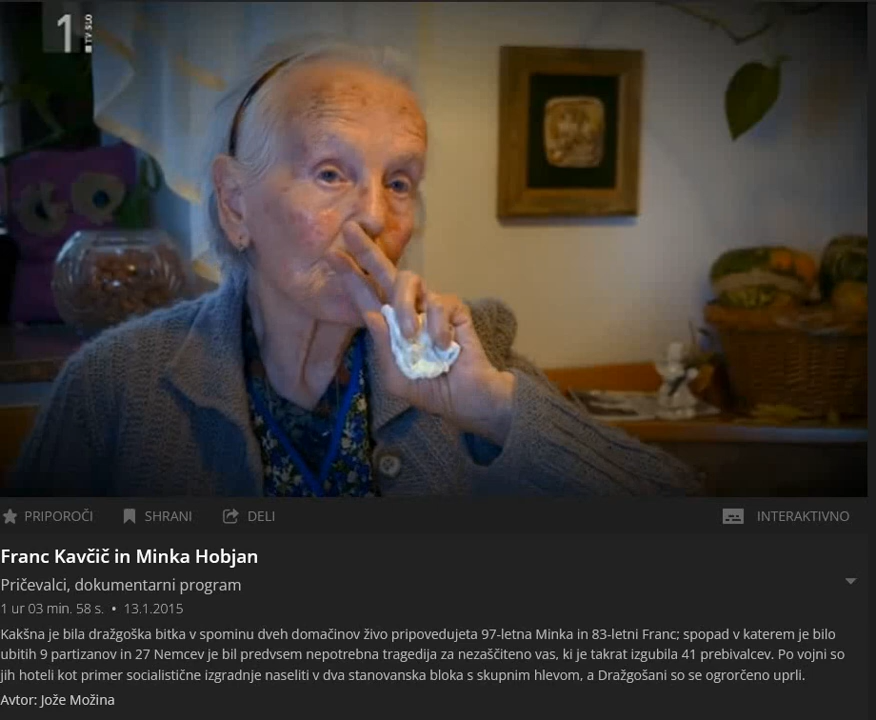 1
TV SLO
PRIPOROČI SHRANI DELI INTERAKTIVNO
Franc Kavčič in Minka Hobjan
Pričevalci, dokumentarni program
1 ur 03 min. 58 s. • 13.1.2015
Kakšna je bila dražgoška bitka v spominu dveh domačinov živo pripovedujeta 97-letna Minka in 83-letni Franc; spopad v katerem je bilo
ubitih 9 partizanov in 27 Nemcev je bil predvsem nepotrebna tragedija za nezaščiteno vas, ki je takrat izgubila 41 prebivalcev. Po vojni so
jih hoteli kot primer socialistične izgradnje naseliti v dva stanovanska bloka s skupnim hlevom, a Dražgošani so se ogrorčeno uprli.
Avtor: Jože Možina